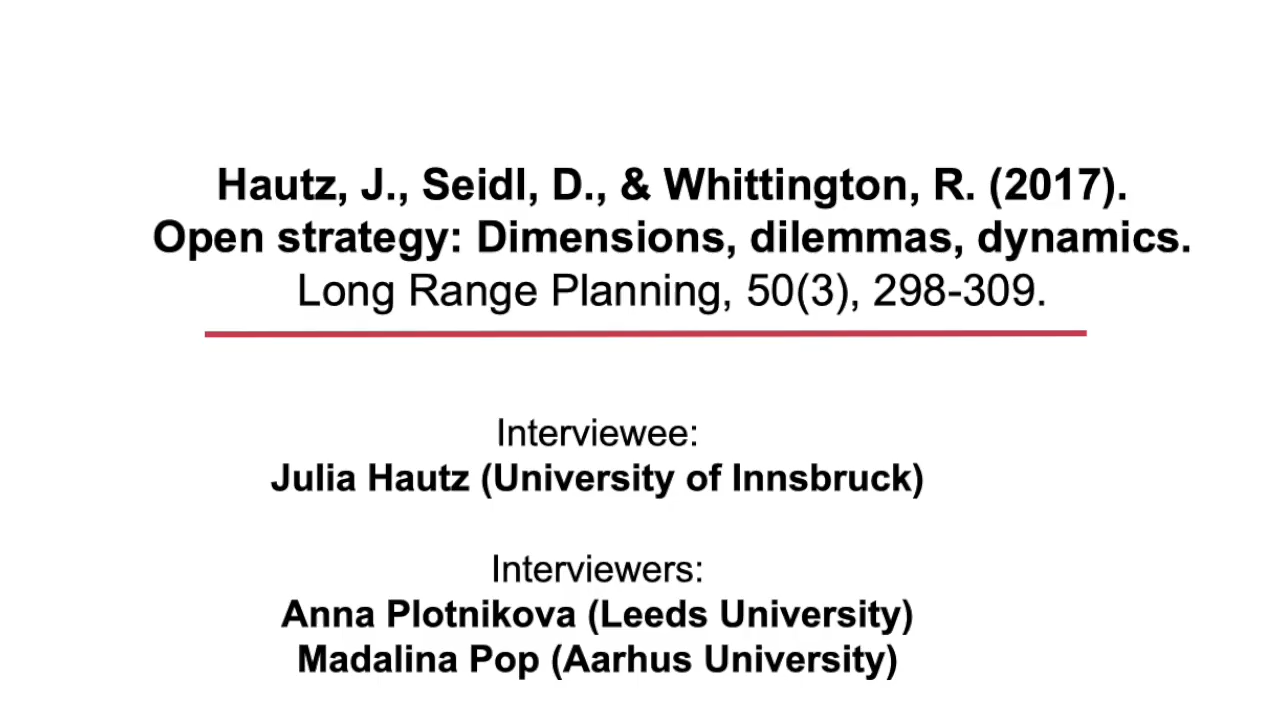 Hautz, J., Seidl, D., & Whittington, R. (2017).
Open strategy: Dimensions, dilemmas, dynamics.
Long Range Planning, 50(3), 298-309.
Interviewee:
Julia Hautz (University of Innsbruck)
Interviewers:
Anna Plotnikova (Leeds University)
Madalina Pop (Aarhus University)